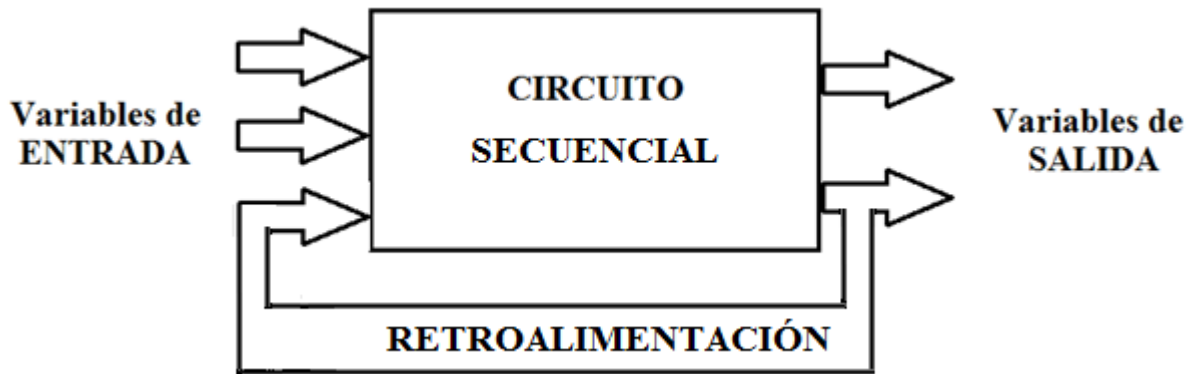 Variables de
ENTRADA
CIRCUITO
SECUENCIAL
Variables de
SALIDA
RETROALIMENTACIÓN